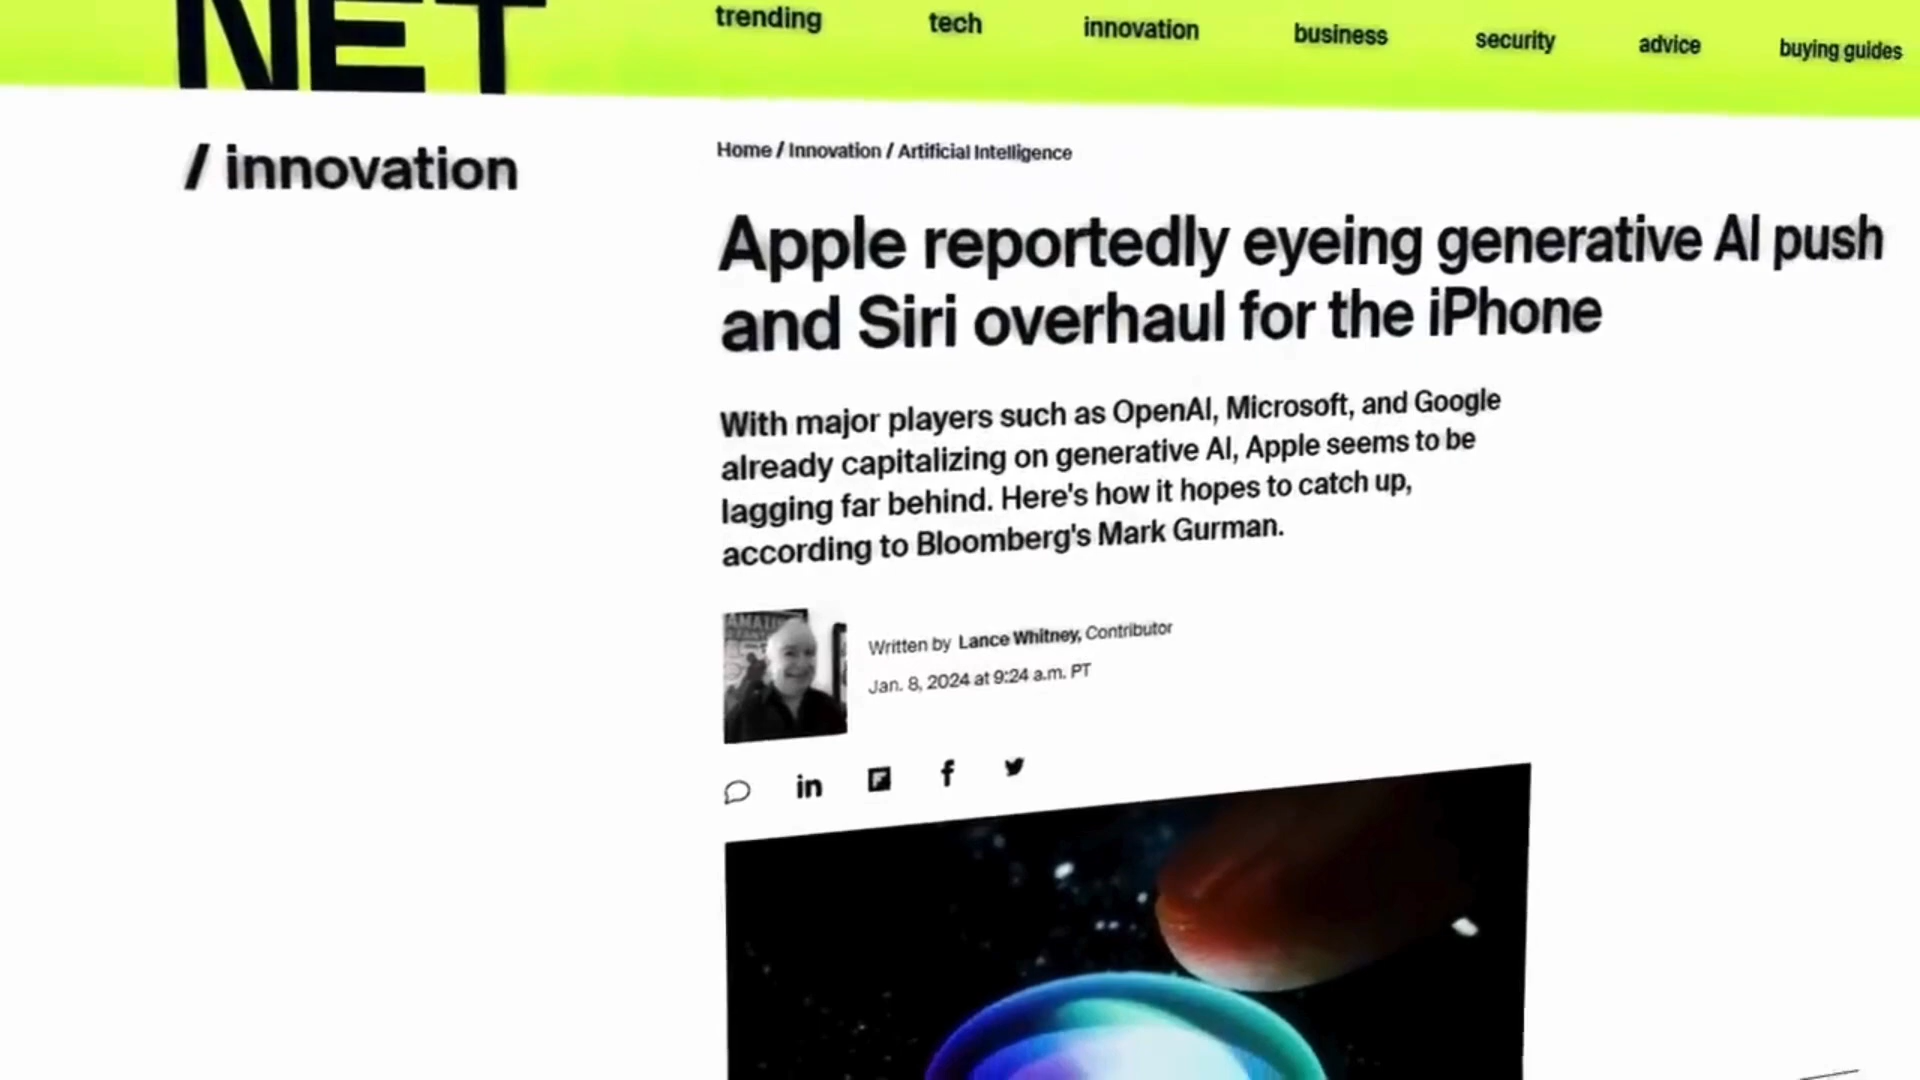 NET
trending
tech
innovation
business
security
advice
buying guides
/ innovation
Home / Innovation / Artificial Intelligence
Apple reportedly eyeing generative AI push
and Siri overhaul for the iPhone
With major players such as OpenAI, Microsoft, and Google
already capitalizing on generative AI, Apple seems to be
lagging far behind. Here's how it hopes to catch up,
according to Bloomberg's Mark Gurman.
Written by Lance Whitney, Contributor
Jan. 8, 2024 at 9:24 a.m. PT